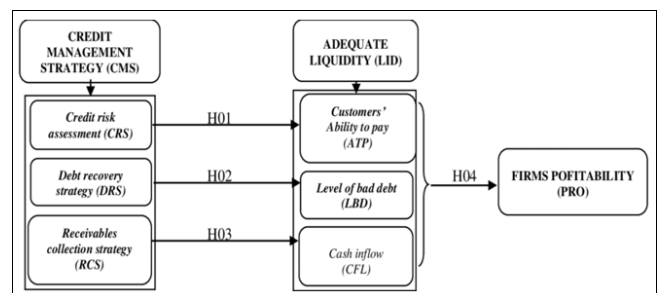 CREDIT
MANAGEMENT
STRATEGY (CMS)
ADEQUATE
LIQUIDITY (LID)
Credit risk
assessment (CRS)
H01
Customers'
Ability to pay
(ATP)
Debt recovery
strategy (DRS)
H02
Level of bad debt
(LBD)
H04
FIRMS POFITABILITY
(PRO)
Receivables
collection strategy
(RCS)
H03
Cash inflow
(CFL)